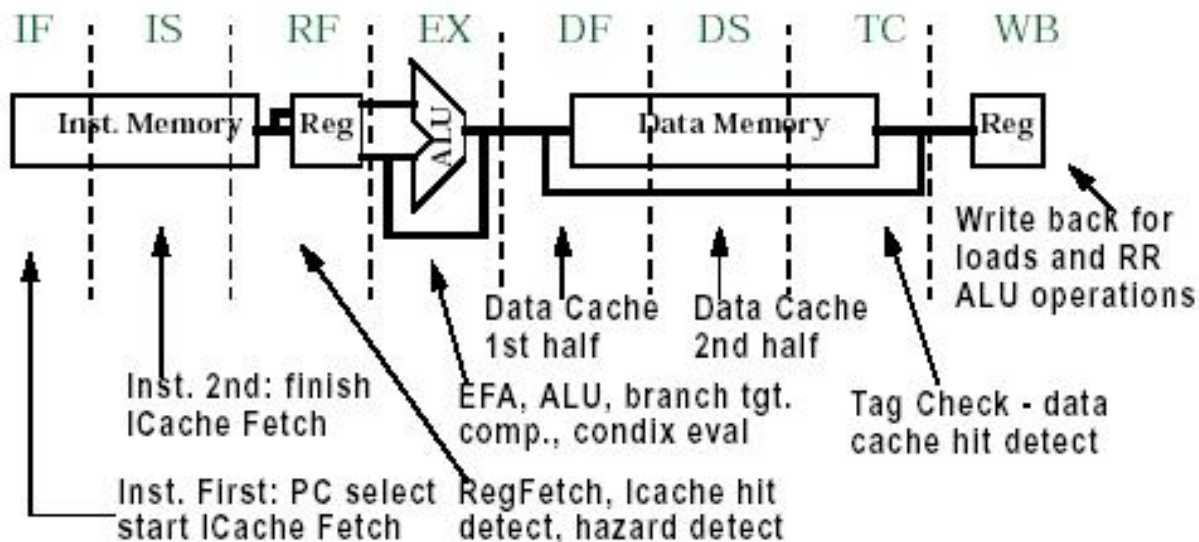 IF IS RF EX DF DS TC WB
Inst. Memory Reg ALU Data Memory Reg
Write back for
loads and RR
ALU operations
Data Cache
1st half
Data Cache
2nd half
Inst. 2nd: finish
ICache Fetch
EFA, ALU, branch tgt.
comp., condix eval
Tag Check - data
cache hit detect
Inst. First: PC select
start ICache Fetch
RegFetch, Icache hit
detect, hazard detect